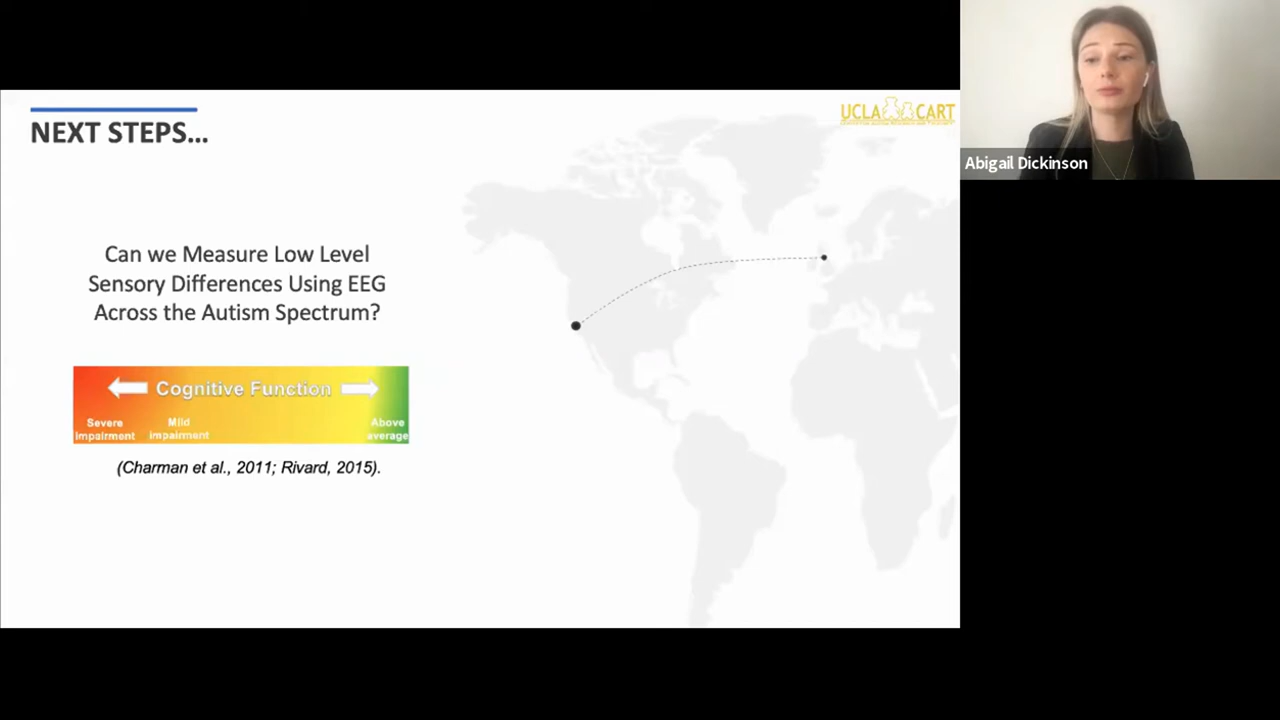 NEXT STEPS...
UCLA CART
Can we Measure Low Level
Sensory Differences Using EEG
Across the Autism Spectrum?
Cognitive Function
Severe Impairment
Mild impairment
Above average
(Charman et al., 2011; Rivard, 2015).
Abigail Dickinson